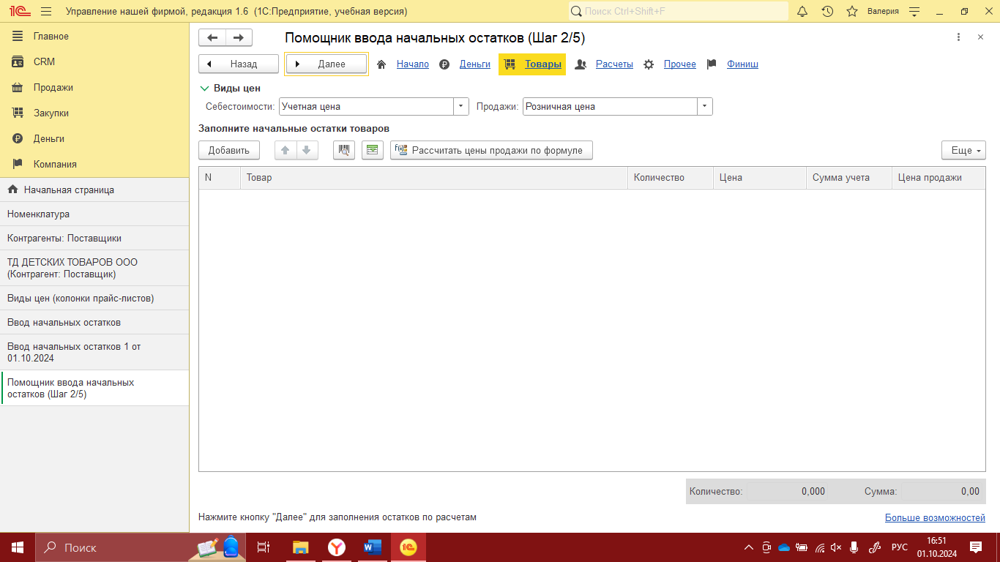 1С Управление нашей фирмой, редакция 1.6 (1С:Предприятие, учебная версия) Поиск Ctrl+Shift+F Валерия
Главное
CRM
Продажи
Закупки
Деньги
Компания
Начальная страница
Номенклатура
Контрагенты: Поставщики
ТД ДЕТСКИХ ТОВАРОВ ООО
(Контрагент: Поставщик)
Виды цен (колонки прайс-листов)
Ввод начальных остатков
Ввод начальных остатков 1 от
01.10.2024
Помощник ввода начальных
остатков (Шаг 2/5)
Помощник ввода начальных остатков (Шаг 2/5)
Назад Далее Начало Деньги Товары Расчеты Прочее Финиш
Виды цен
Себестоимости: Учетная цена Продажи: Розничная цена
Заполните начальные остатки товаров
Добавить Рассчитать цены продажи по формуле Еще
N Товар Количество Цена Сумма учета Цена продажи
Количество: 0,000 Сумма: 0,00
Нажмите кнопку "Далее" для заполнения остатков по расчетам Больше возможностей
Поиск РУС 16:51
01.10.2024